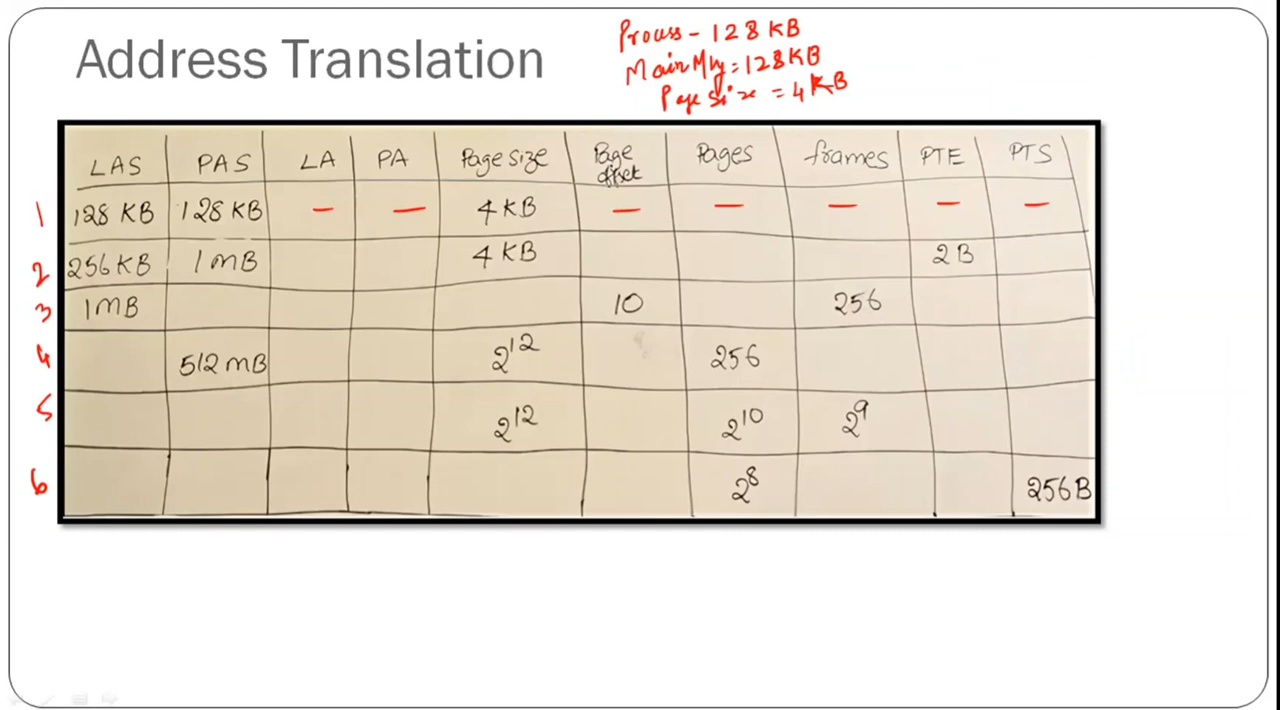 Address Translation
Process - 128 KB
Main Mry = 128KB
Page size = 4 KB
LAS PAS LA PA Page size Page offset Pages frames PTE PTS
1 128 KB 128 KB — — 4 KB — — — — —
2 256 KB 1 MB 4 KB 2 B
3 1 MB 10 256
4 512 MB 2^12 256
5 2^12 2^10 2^9
6 2^8 256 B